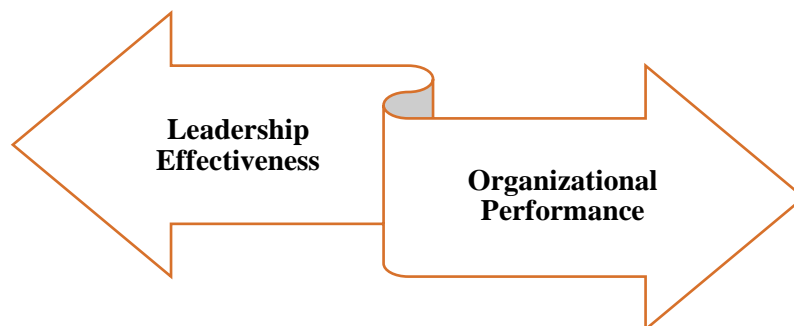 Leadership
Effectiveness
Organizational
Performance